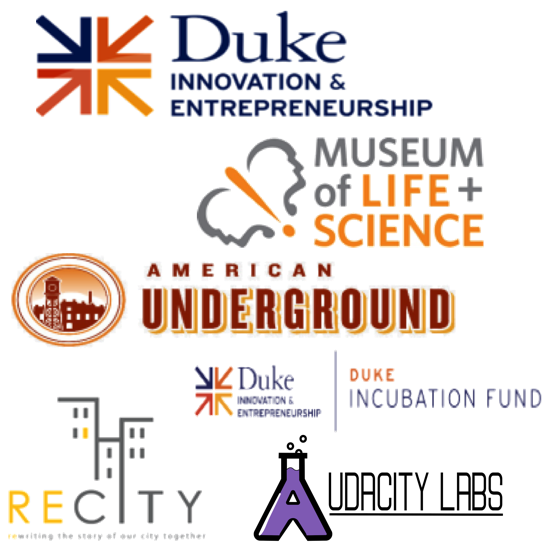 Duke
INNOVATION &
ENTREPRENEURSHIP
MUSEUM
of LIFE +
SCIENCE
AMERICAN
UNDERGROUND
Duke
INNOVATION &
ENTREPRENEURSHIP
DUKE
INCUBATION FUND
RECITY
rewriting the story of our city together
AUDACITY LABS